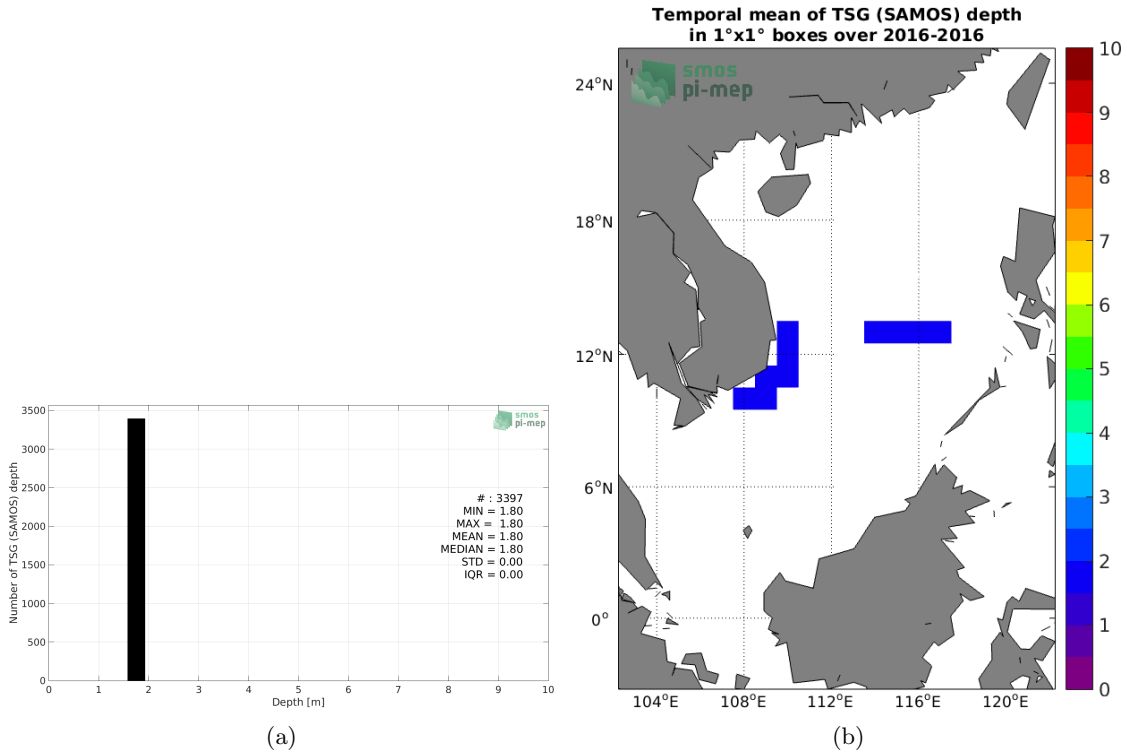 3500
3000
2500
2000
1500
1000
500
0
Number of TSG (SAMOS) depth
smos
pi-mep
# : 3397
MIN = 1.80
MAX = 1.80
MEAN = 1.80
MEDIAN = 1.80
STD = 0.00
IQR = 0.00
0 1 2 3 4 5 6 7 8 9 10
Depth [m]
(a)
Temporal mean of TSG (SAMOS) depth
in 1°x1° boxes over 2016-2016
smos
pi-mep
24°N
18°N
12°N
6°N
0°
104°E 108°E 112°E 116°E 120°E
10
9
8
7
6
5
4
3
2
1
0
(b)